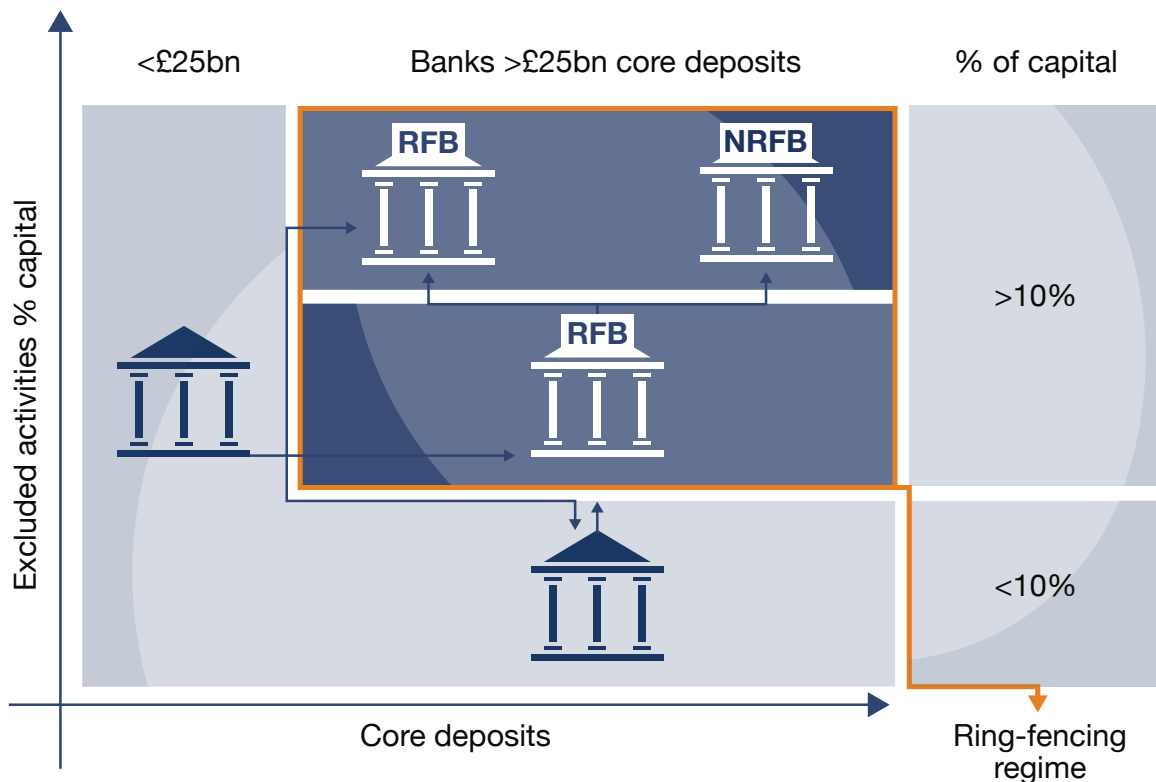 <£25bn
Banks >£25bn core deposits
% of capital
RFB
NRFB
Excluded activities % capital
>10%
RFB
<10%
Core deposits
Ring-fencing
regime